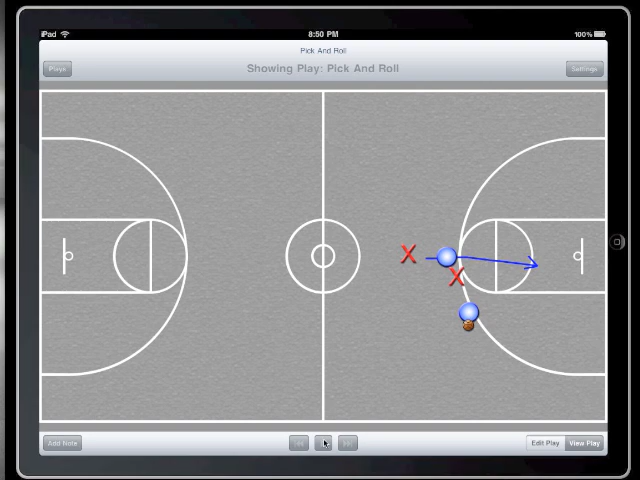 iPad 8:50 PM 100%
Pick And Roll
Plays Showing Play: Pick And Roll Settings
X
X
Add Note Edit Play View Play